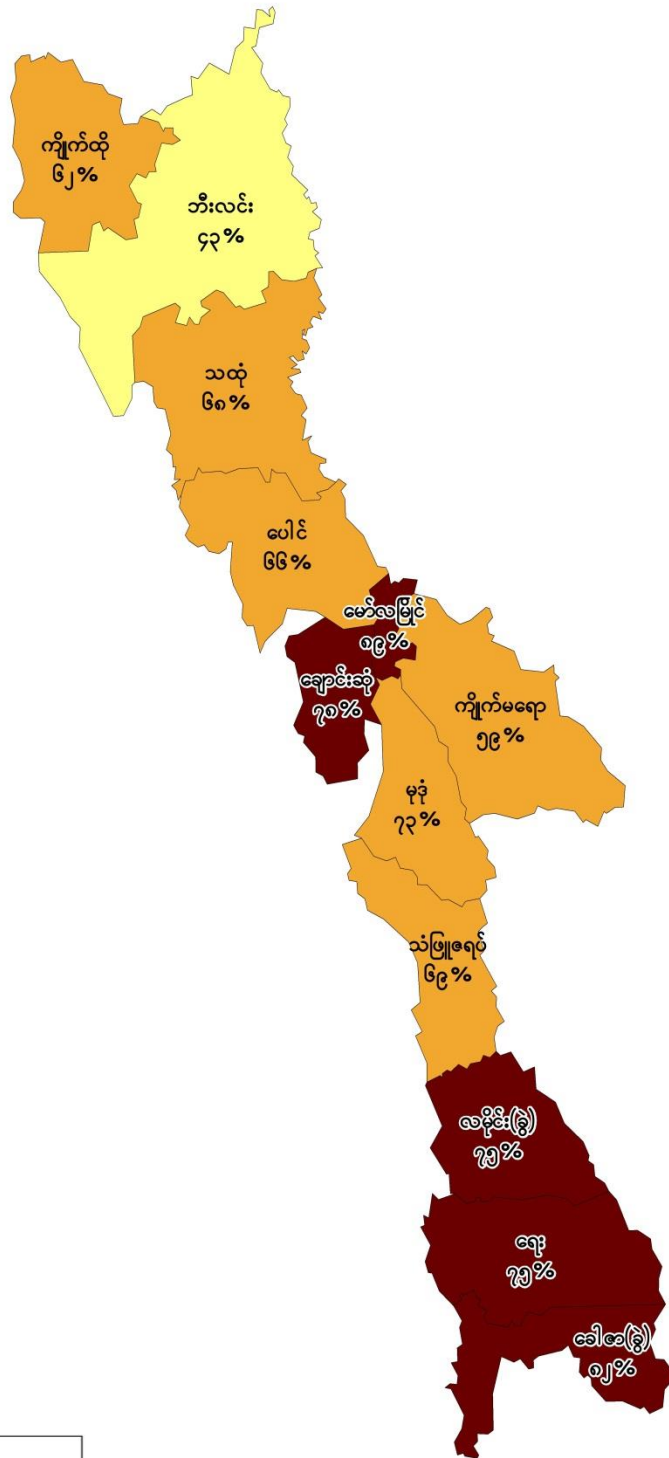 ကျိုက်ထို
၆၂%
ဘီးလင်း
၄၃%
သထုံ
၆၈%
ပေါင်
၆၆%
မော်လမြိုင်
၈၉%
ချောင်းဆုံ
၇၈%
ကျိုက်မရော
၅၉%
မုဒုံ
၇၃%
သံဖြူဇရပ်
၆၉%
လမိုင်း(ခွဲ)
၇၅%
ရေး
၇၅%
ခေါဇာ(ခွဲ)
၈၂%